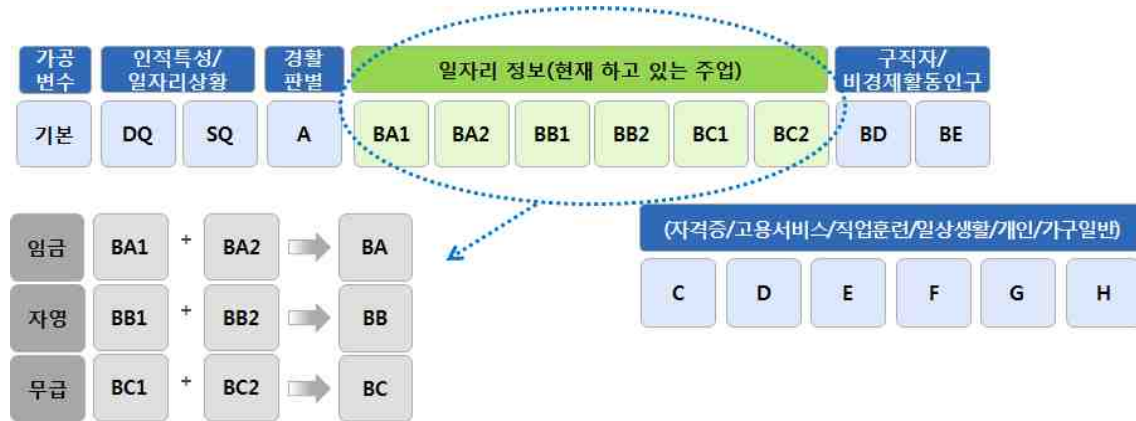 가공
변수
인적특성/
일자리상황
경활
판별
일자리 정보(현재 하고 있는 주업)
구직자/
비경제활동인구
기본 DQ SQ A BA1 BA2 BB1 BB2 BC1 BC2 BD BE
(자격증/고용서비스/직업훈련/일상생활/개인/가구일반)
C D E F G H
임금 BA1 + BA2 BA
자영 BB1 + BB2 BB
무급 BC1 + BC2 BC